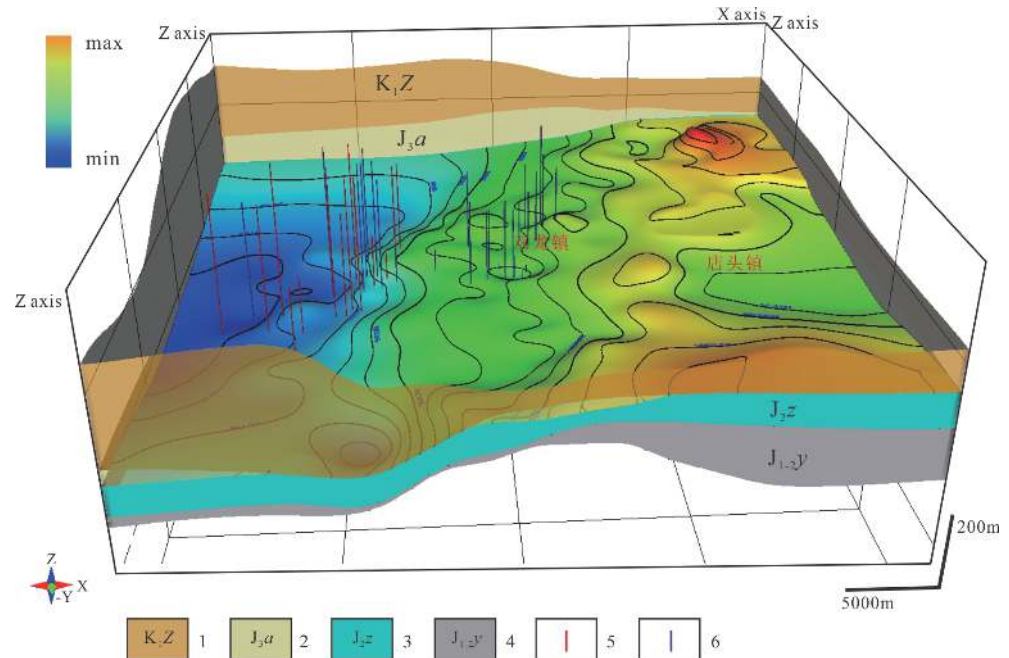 max
min
Z axis
X axis
Z axis
K₁Z
J₃a
店头镇
Z axis
J₂z
J₁₋₂y
200m
5000m
Z
X
-Y
K₁Z 1
J₃a 2
J₂z 3
J₁₋₂y 4
5
6